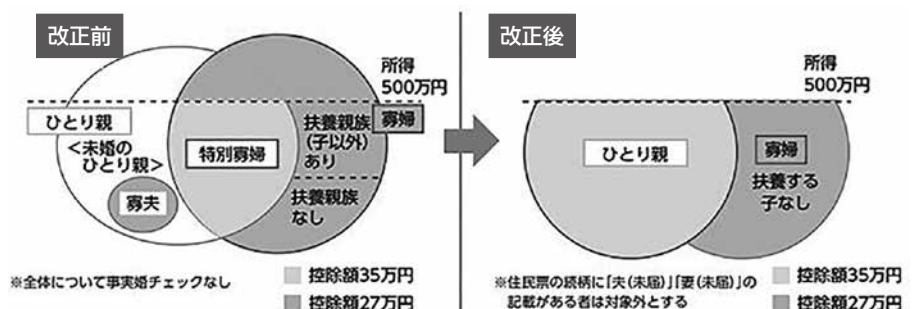 改正前
所得
500万円
ひとり親
<未婚の
ひとり親>
寡夫
特別寡婦
扶養親族
(子以外)
あり
寡婦
扶養親族
なし
※全体について事実婚チェックなし
控除額35万円
控除額27万円
改正後
所得
500万円
ひとり親
寡婦
扶養する
子なし
※住民票の続柄に「夫(未届)」「妻(未届)」の
記載がある者は対象外とする
控除額35万円
控除額27万円